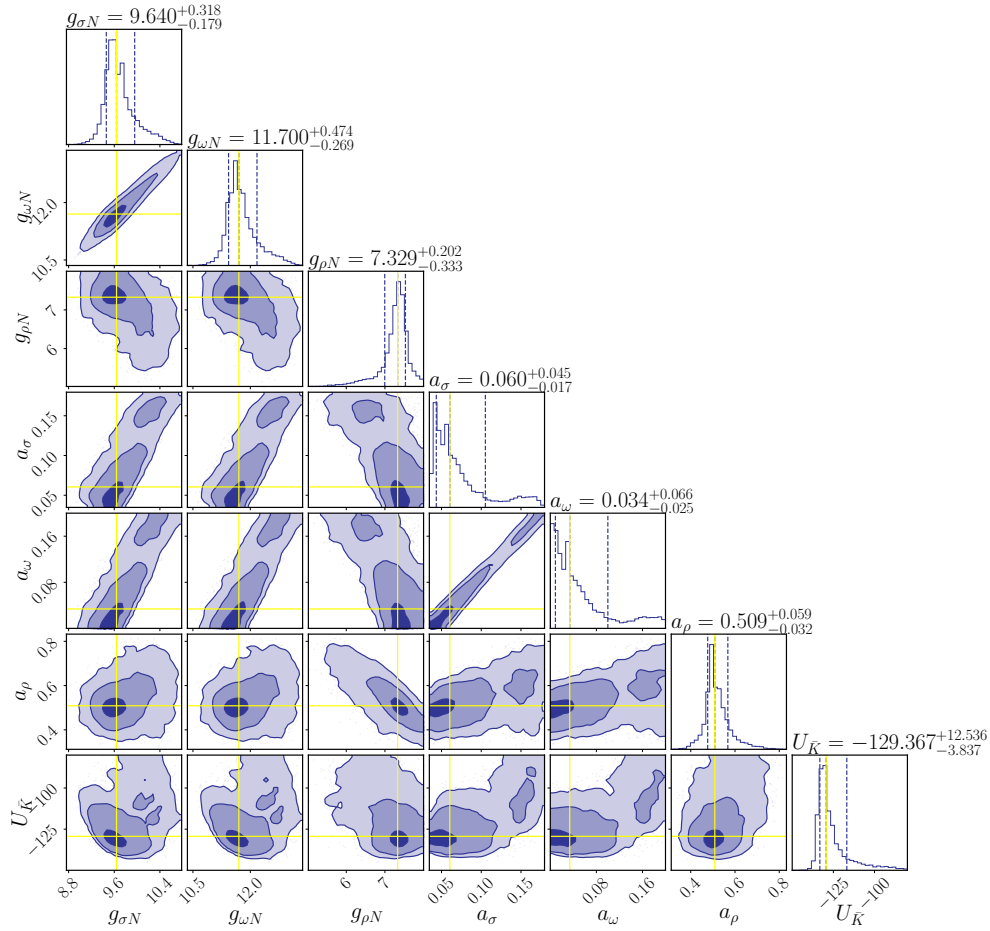 g_{σN} = 9.640^{+0.318}_{-0.179}
g_{ωN} = 11.700^{+0.474}_{-0.269}
g_{ωN}
12.0
10.5
g_{ρN} = 7.329^{+0.202}_{-0.333}
g_{ρN}
7
6
a_σ = 0.060^{+0.045}_{-0.017}
a_σ
0.15
0.10
0.05
a_ω = 0.034^{+0.066}_{-0.025}
a_ω
0.16
0.08
a_ρ = 0.509^{+0.059}_{-0.032}
a_ρ
0.8
0.6
0.4
U_{K̄} = −129.367^{+12.536}_{-3.837}
U_{K̄}
−100
−125
8.8 9.6 10.4 10.5 12.0 6 7 0.05 0.10 0.15 0.08 0.16 0.4 0.6 0.8 −125 −100
g_{σN} g_{ωN} g_{ρN} a_σ a_ω a_ρ U_{K̄}